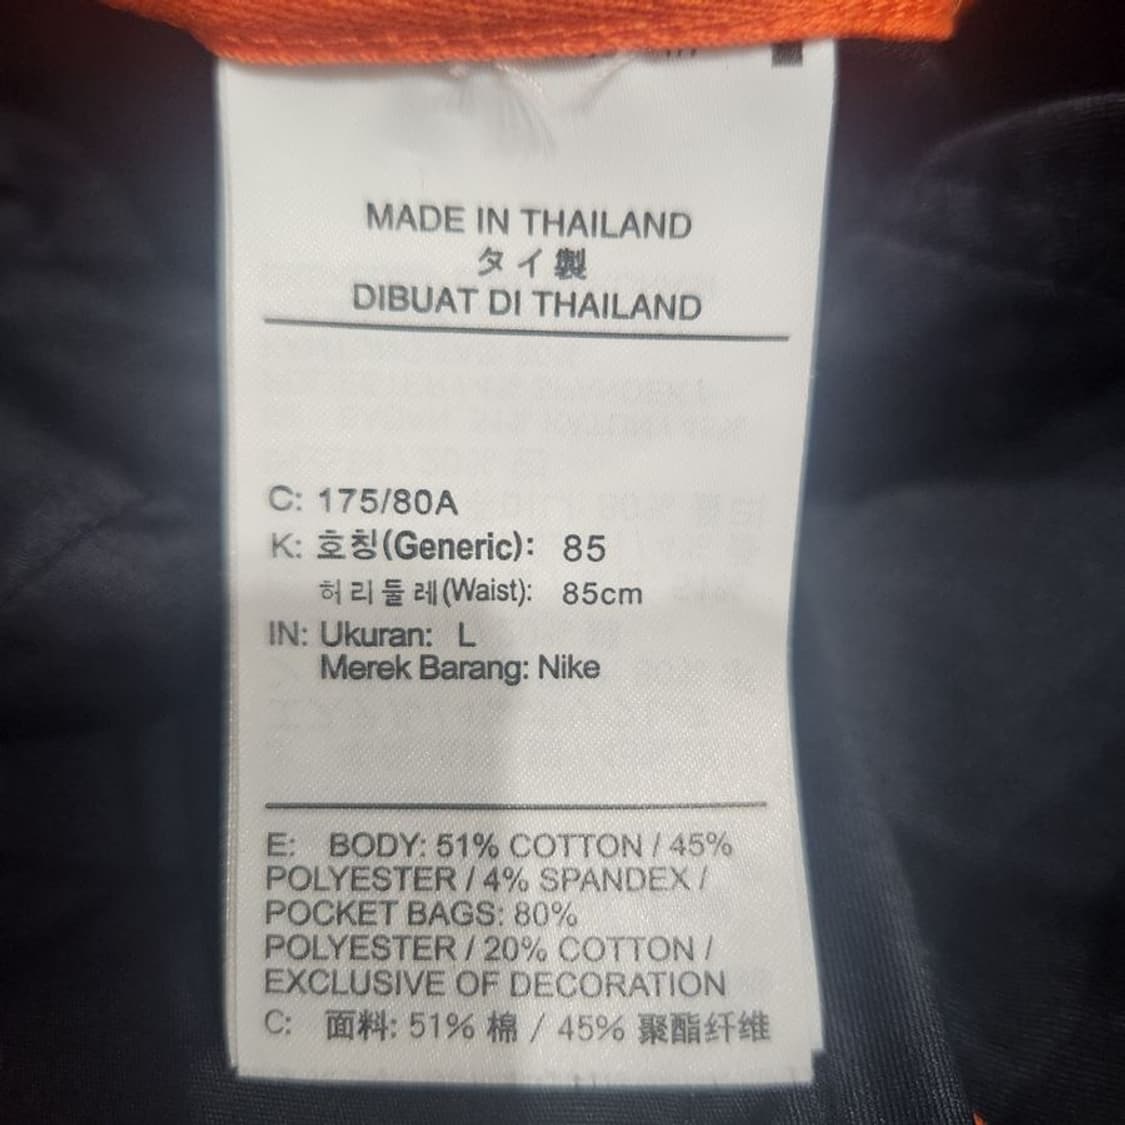 MADE IN THAILAND
タイ製
DIBUAT DI THAILAND
C: 175/80A
K: 호칭(Generic): 85
허리둘레(Waist): 85cm
IN: Ukuran: L
Merek Barang: Nike
E: BODY: 51% COTTON / 45%
POLYESTER / 4% SPANDEX /
POCKET BAGS: 80%
POLYESTER / 20% COTTON /
EXCLUSIVE OF DECORATION
C: 面料: 51% 棉 / 45% 聚酯纤维